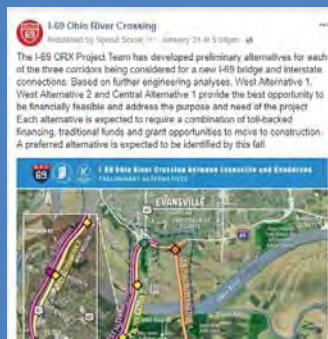 I-69 Ohio River Crossing
Published by Sprout Social January 31 at 5:04pm
The I-69 ORX Project Team has developed preliminary alternatives for each
of the three corridors being considered for a new I-69 bridge and interstate
connections. Based on further engineering analyses, West Alternative 1,
West Alternative 2 and Central Alternative 1 provide the best opportunity to
be financially feasible and address the purpose and need of the project
Each alternative is expected to require a combination of toll-backed
financing, traditional funds and grant opportunities to move to construction.
A preferred alternative is expected to be identified by this fall.
I-69 Ohio River Crossing between Evansville and Henderson
PRELIMINARY ALTERNATIVES
EVANSVILLE